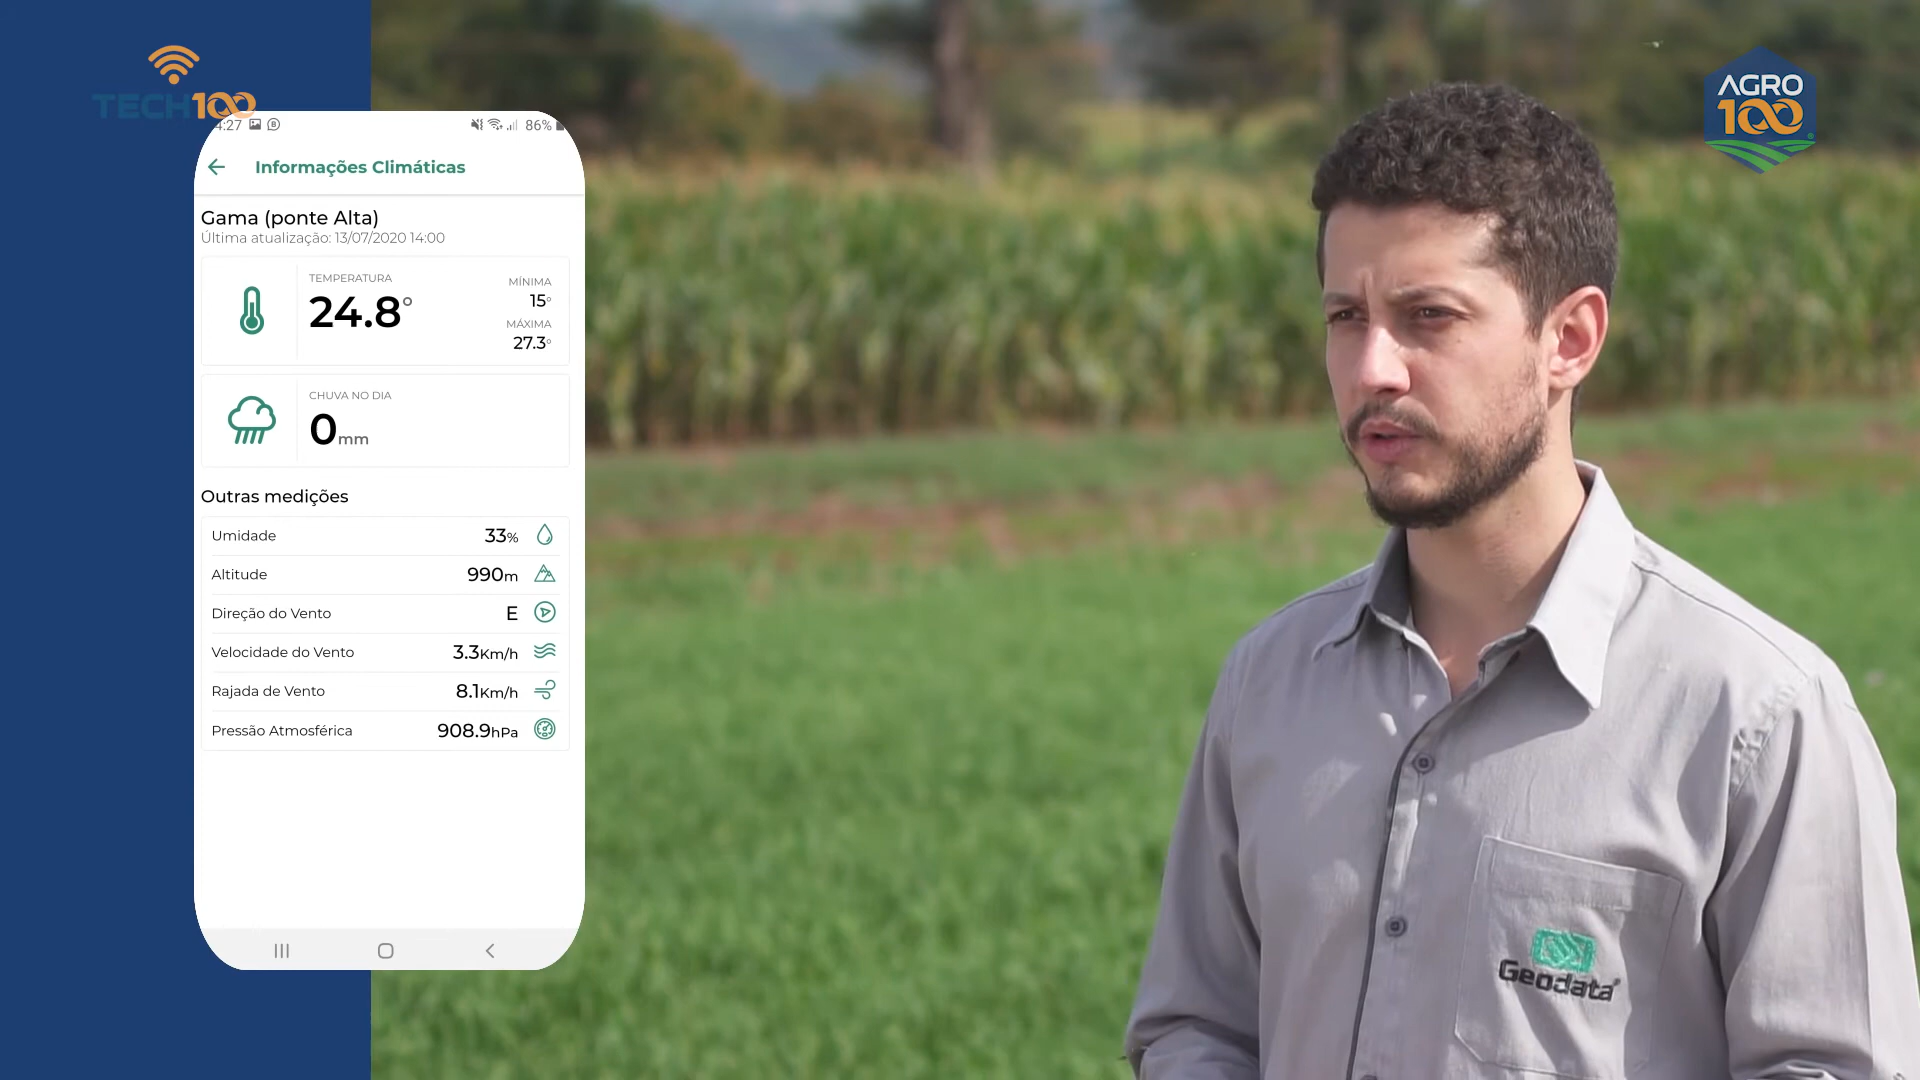 TECH100
4:27
86%
Informações Climáticas
Gama (ponte Alta)
Última atualização: 13/07/2020 14:00
TEMPERATURA
24.8°
MÍNIMA
15°
MÁXIMA
27.3°
CHUVA NO DIA
0mm
Outras medições
Umidade 33%
Altitude 990m
Direção do Vento E
Velocidade do Vento 3.3Km/h
Rajada de Vento 8.1Km/h
Pressão Atmosférica 908.9hPa
AGRO
100
Geodata